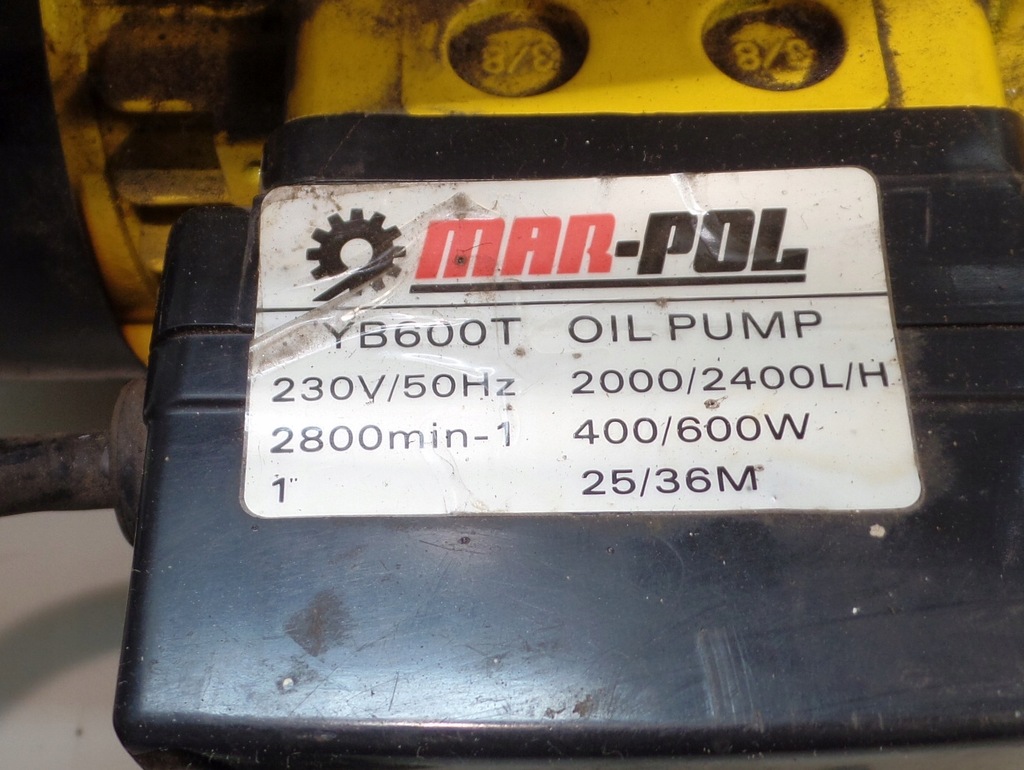 3/8 3/8
MAR-POL
YB600T OIL PUMP
230V/50Hz 2000/2400L/H
2800min-1 400/600W
1" 25/36M